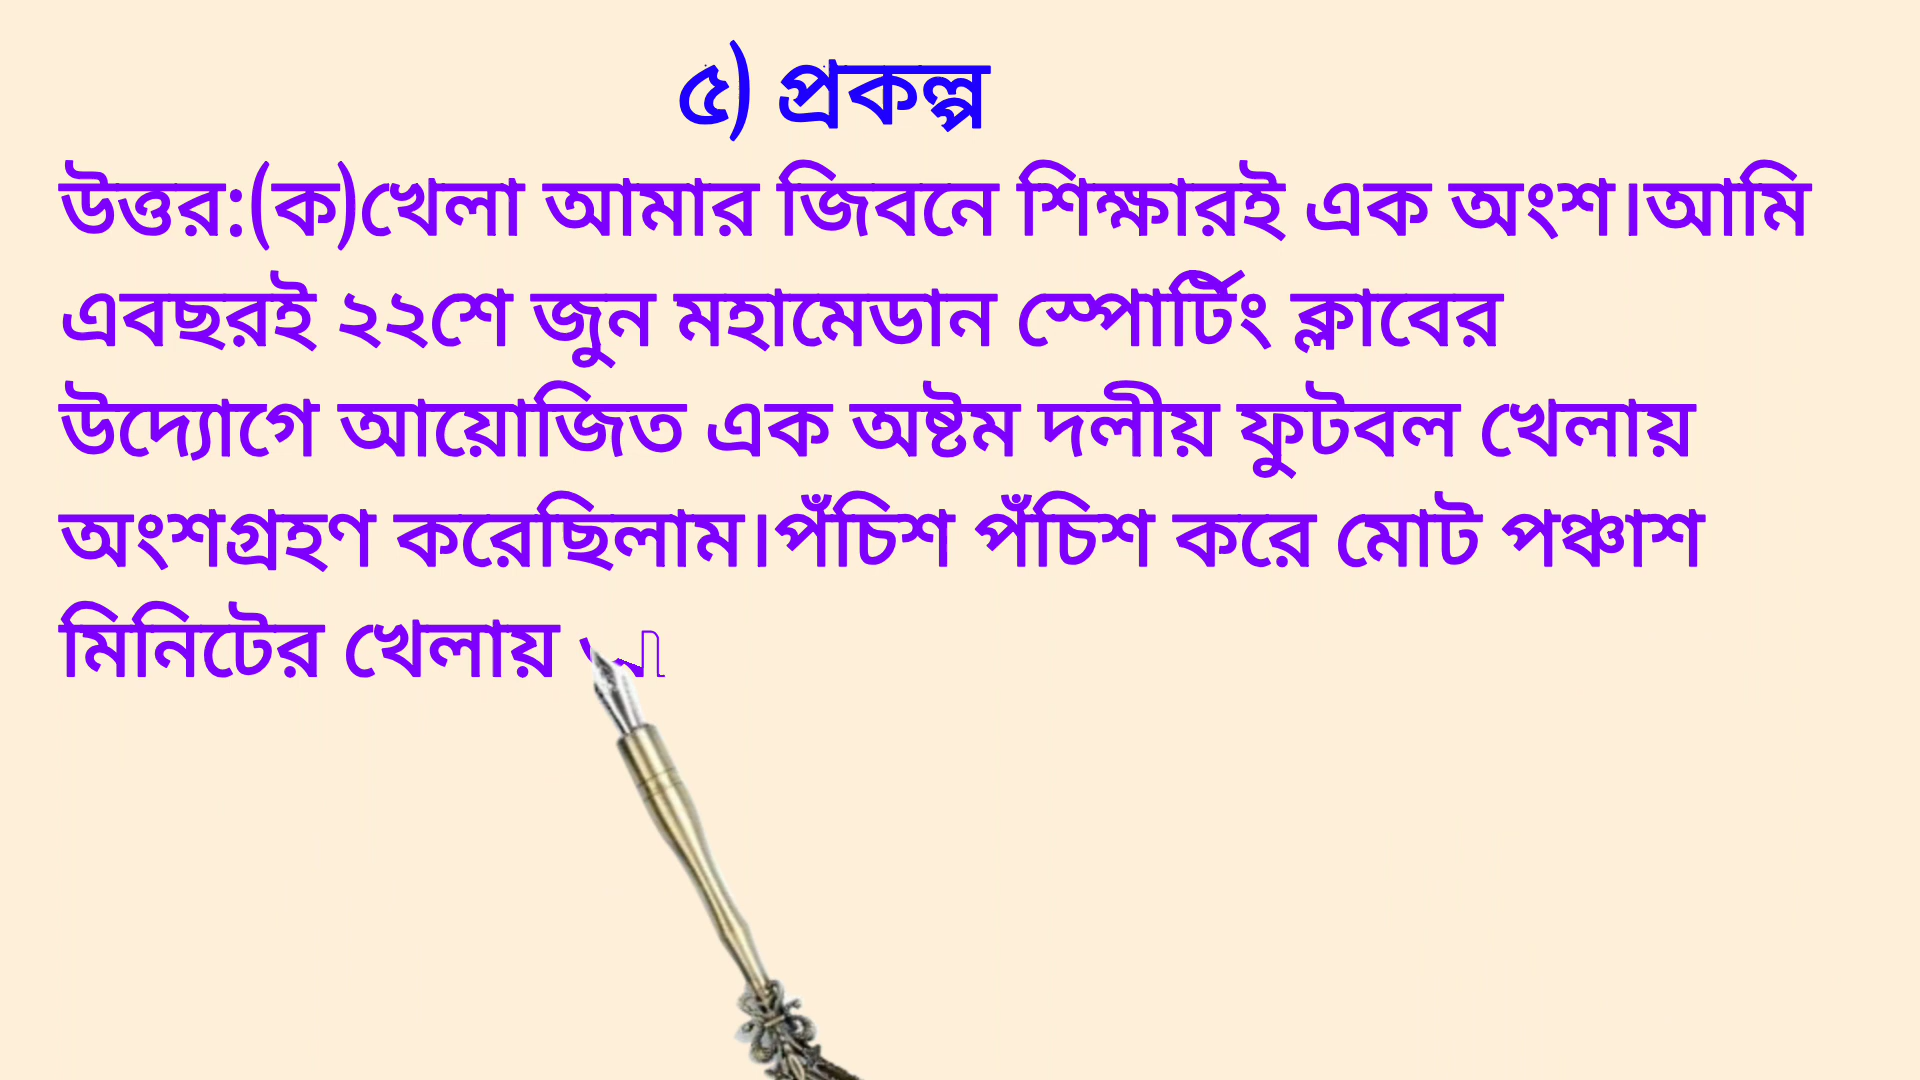 ৫) প্রকল্প
উত্তর:(ক)খেলা আমার জিবনে শিক্ষারই এক অংশ।আমি
এবছরই ২২শে জুন মহামেডান স্পোর্টিং ক্লাবের
উদ্যোগে আয়োজিত এক অষ্টম দলীয় ফুটবল খেলায়
অংশগ্রহণ করেছিলাম।পঁচিশ পঁচিশ করে মোট পঞ্চাশ
মিনিটের খেলায়